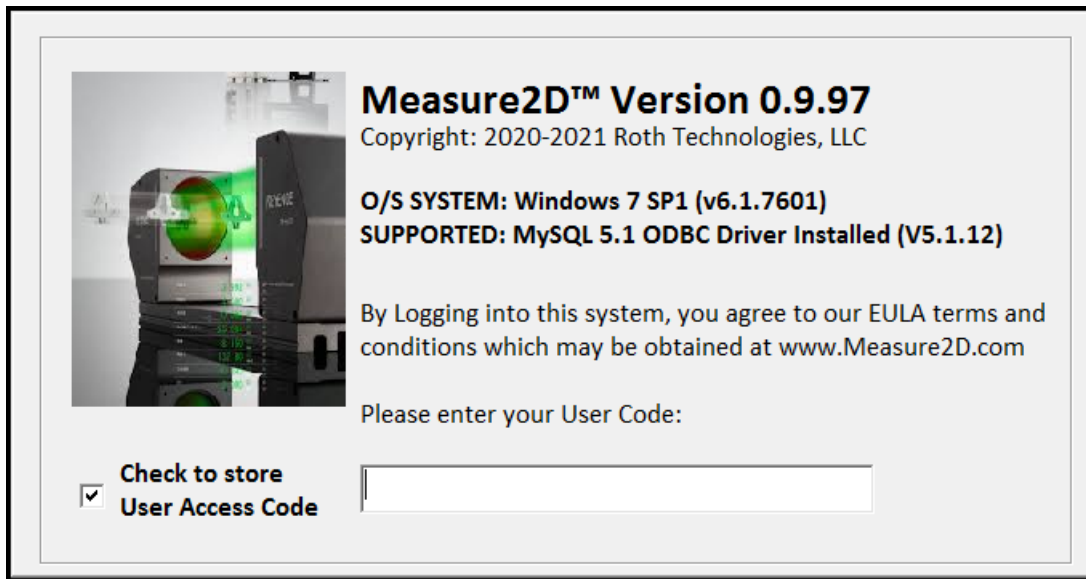 Measure2D™ Version 0.9.97
Copyright: 2020-2021 Roth Technologies, LLC
O/S SYSTEM: Windows 7 SP1 (v6.1.7601)
SUPPORTED: MySQL 5.1 ODBC Driver Installed (V5.1.12)
By Logging into this system, you agree to our EULA terms and
conditions which may be obtained at www.Measure2D.com
Please enter your User Code:
Check to store
User Access Code
KEYENCE